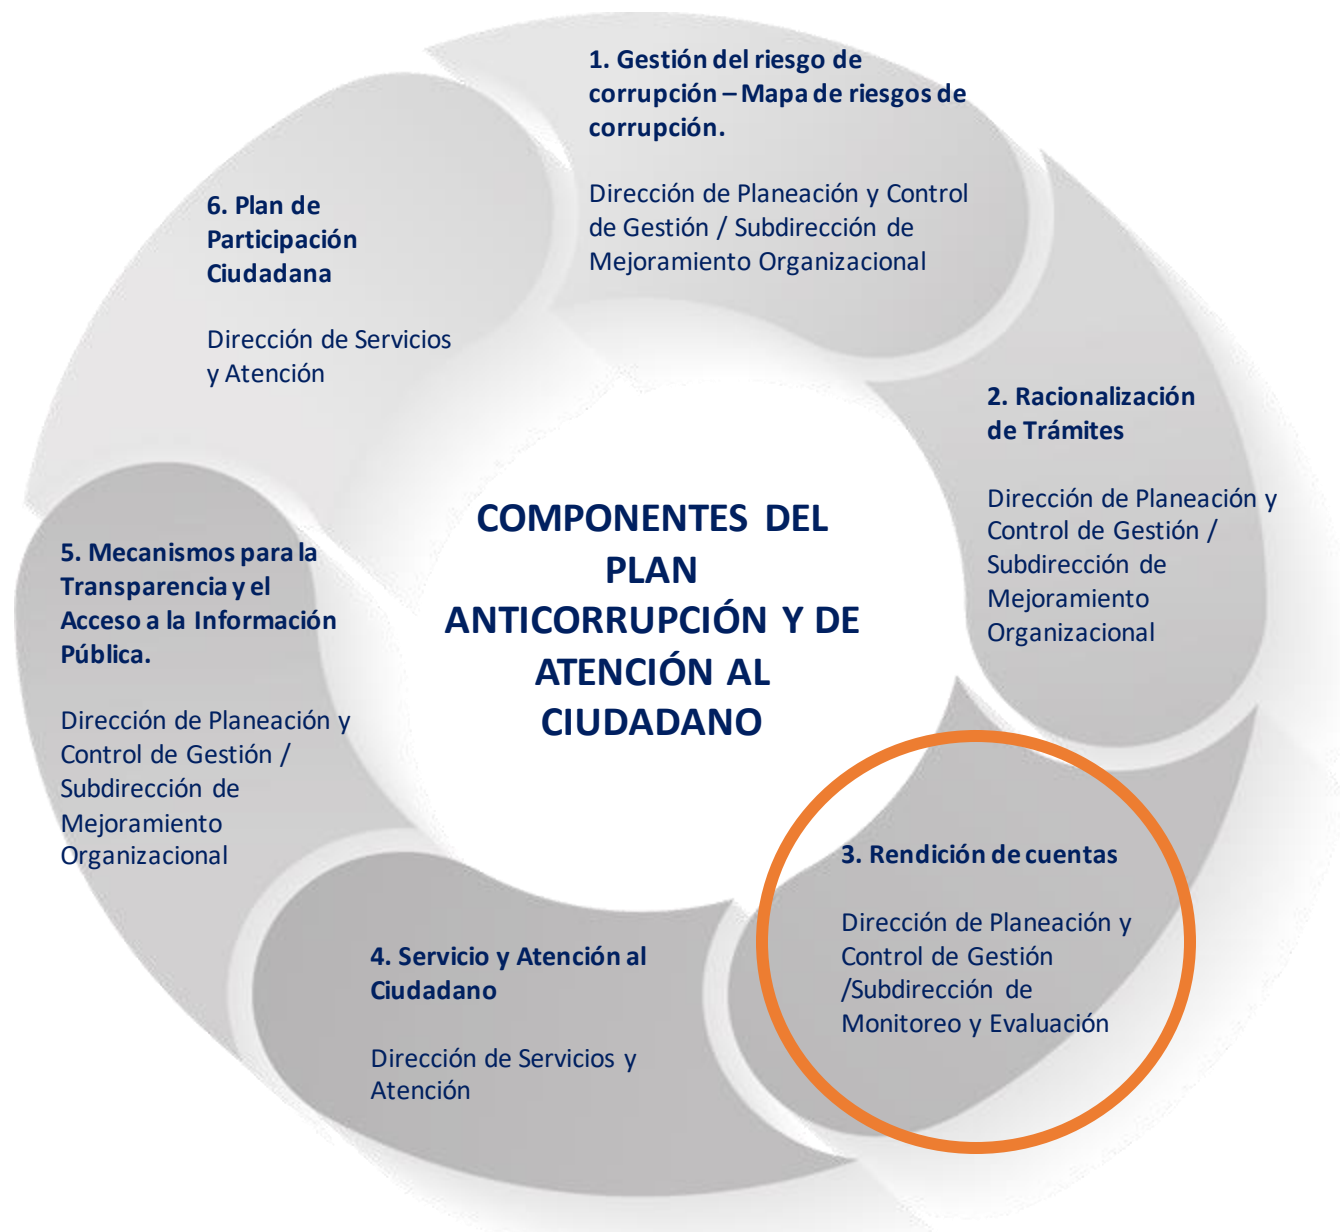 1. Gestión del riesgo de
corrupción – Mapa de riesgos de
corrupción.
Dirección de Planeación y Control
de Gestión / Subdirección de
Mejoramiento Organizacional
2. Racionalización
de Trámites
Dirección de Planeación y
Control de Gestión /
Subdirección de
Mejoramiento
Organizacional
3. Rendición de cuentas
Dirección de Planeación y
Control de Gestión
/Subdirección de
Monitoreo y Evaluación
4. Servicio y Atención al
Ciudadano
Dirección de Servicios y
Atención
5. Mecanismos para la
Transparencia y el
Acceso a la Información
Pública.
Dirección de Planeación y
Control de Gestión /
Subdirección de
Mejoramiento
Organizacional
6. Plan de
Participación
Ciudadana
Dirección de Servicios
y Atención
COMPONENTES DEL
PLAN
ANTICORRUPCIÓN Y DE
ATENCIÓN AL
CIUDADANO